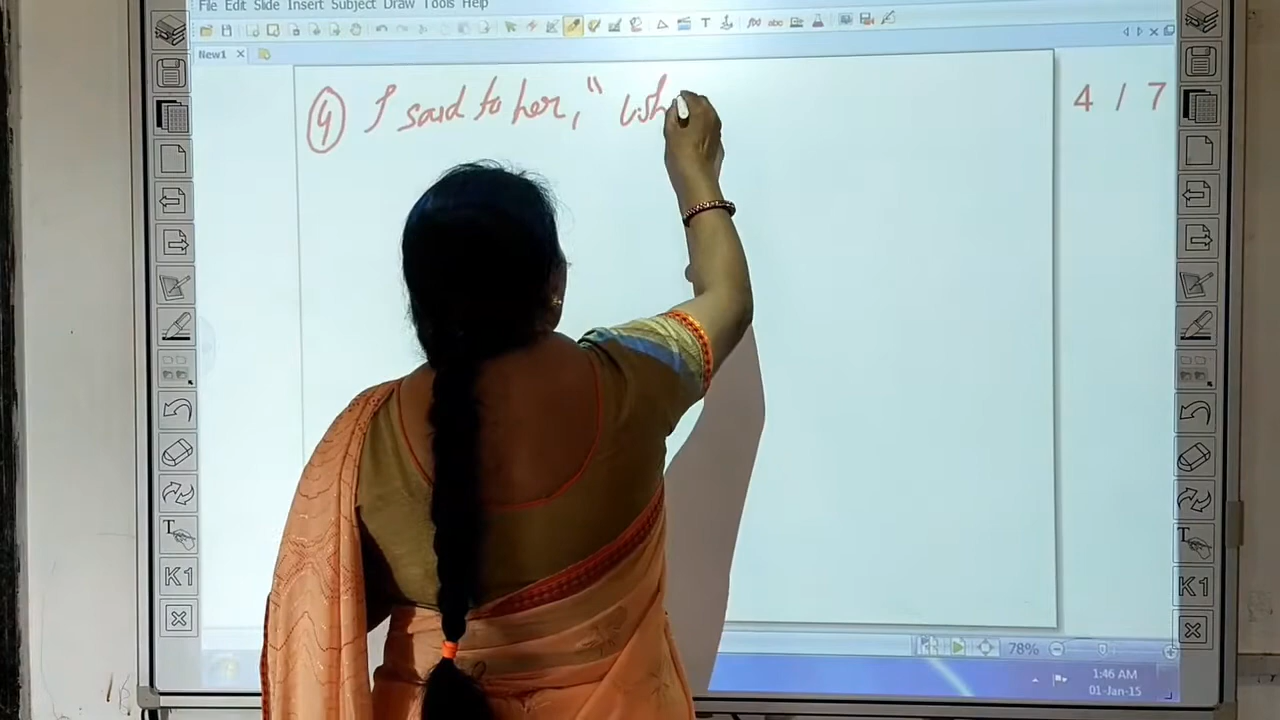 File Edit Slide Insert Subject Draw Tools Help
New1
④ I said to her, "
4 / 7
K1
K1
78%
1:46 AM
01-Jan-15